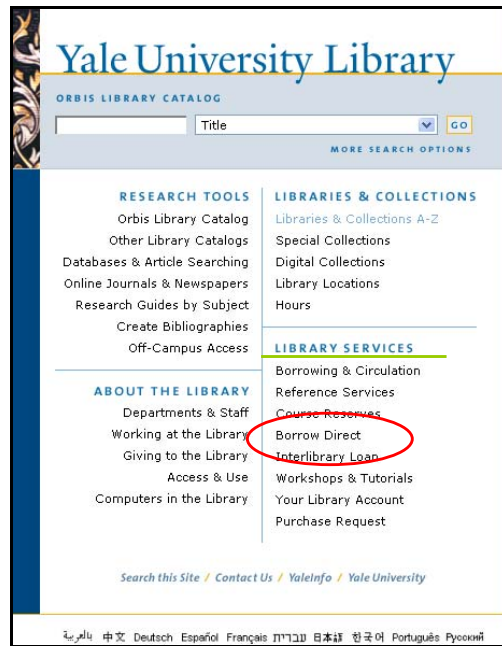 Yale University Library
ORBIS LIBRARY CATALOG
Title GO
MORE SEARCH OPTIONS
RESEARCH TOOLS
Orbis Library Catalog
Other Library Catalogs
Databases & Article Searching
Online Journals & Newspapers
Research Guides by Subject
Create Bibliographies
Off-Campus Access
LIBRARIES & COLLECTIONS
Libraries & Collections A-Z
Special Collections
Digital Collections
Library Locations
Hours
ABOUT THE LIBRARY
Departments & Staff
Working at the Library
Giving to the Library
Access & Use
Computers in the Library
LIBRARY SERVICES
Borrowing & Circulation
Reference Services
Course Reserves
Borrow Direct
Interlibrary Loan
Workshops & Tutorials
Your Library Account
Purchase Request
Search this Site / Contact Us / YaleInfo / Yale University
بالعربية 中文 Deutsch Español Français עברית 日本語 한국어 Português Русский